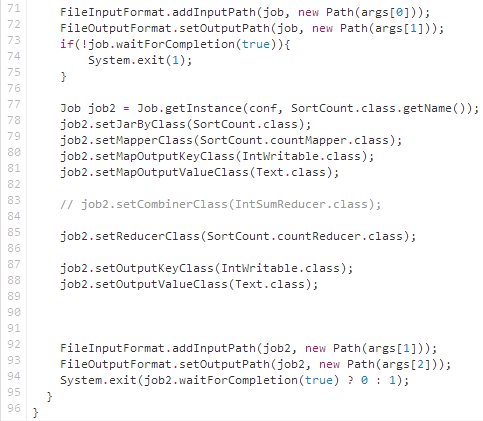 71 FileInputFormat.addInputPath(job, new Path(args[0]));
72 FileOutputFormat.setOutputPath(job, new Path(args[1]));
73 if(!job.waitForCompletion(true)){
74 System.exit(1);
75 }
76
77 Job job2 = Job.getInstance(conf, SortCount.class.getName());
78 job2.setJarByClass(SortCount.class);
79 job2.setMapperClass(SortCount.countMapper.class);
80 job2.setMapOutputKeyClass(IntWritable.class);
81 job2.setMapOutputValueClass(Text.class);
82
83 // job2.setCombinerClass(IntSumReducer.class);
84
85 job2.setReducerClass(SortCount.countReducer.class);
86
87 job2.setOutputKeyClass(IntWritable.class);
88 job2.setOutputValueClass(Text.class);
89
90
91
92 FileInputFormat.addInputPath(job2, new Path(args[1]));
93 FileOutputFormat.setOutputPath(job2, new Path(args[2]));
94 System.exit(job2.waitForCompletion(true) ? 0 : 1);
95 }
96 }